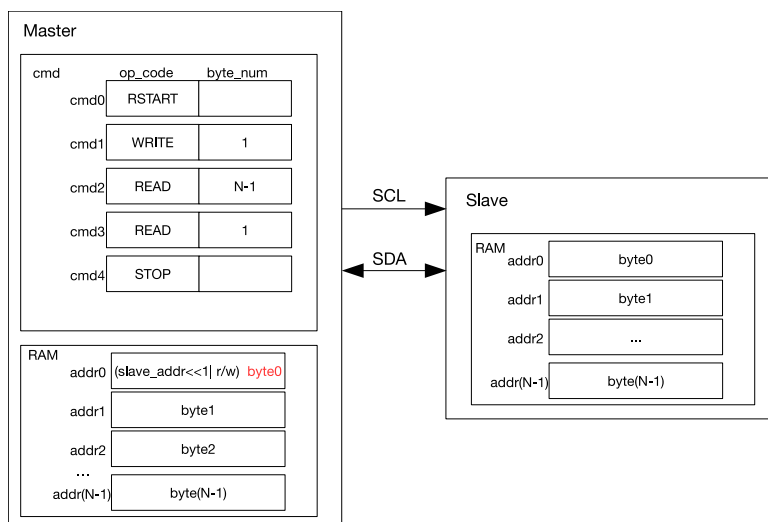 Master
cmd op_code byte_num
cmd0 RSTART
cmd1 WRITE 1
cmd2 READ N-1
cmd3 READ 1
cmd4 STOP
RAM
addr0 (slave_addr<<1| r/w) byte0
addr1 byte1
addr2 byte2
...
addr(N-1) byte(N-1)
SCL
SDA
Slave
RAM
addr0 byte0
addr1 byte1
addr2 ...
addr(N-1) byte(N-1)